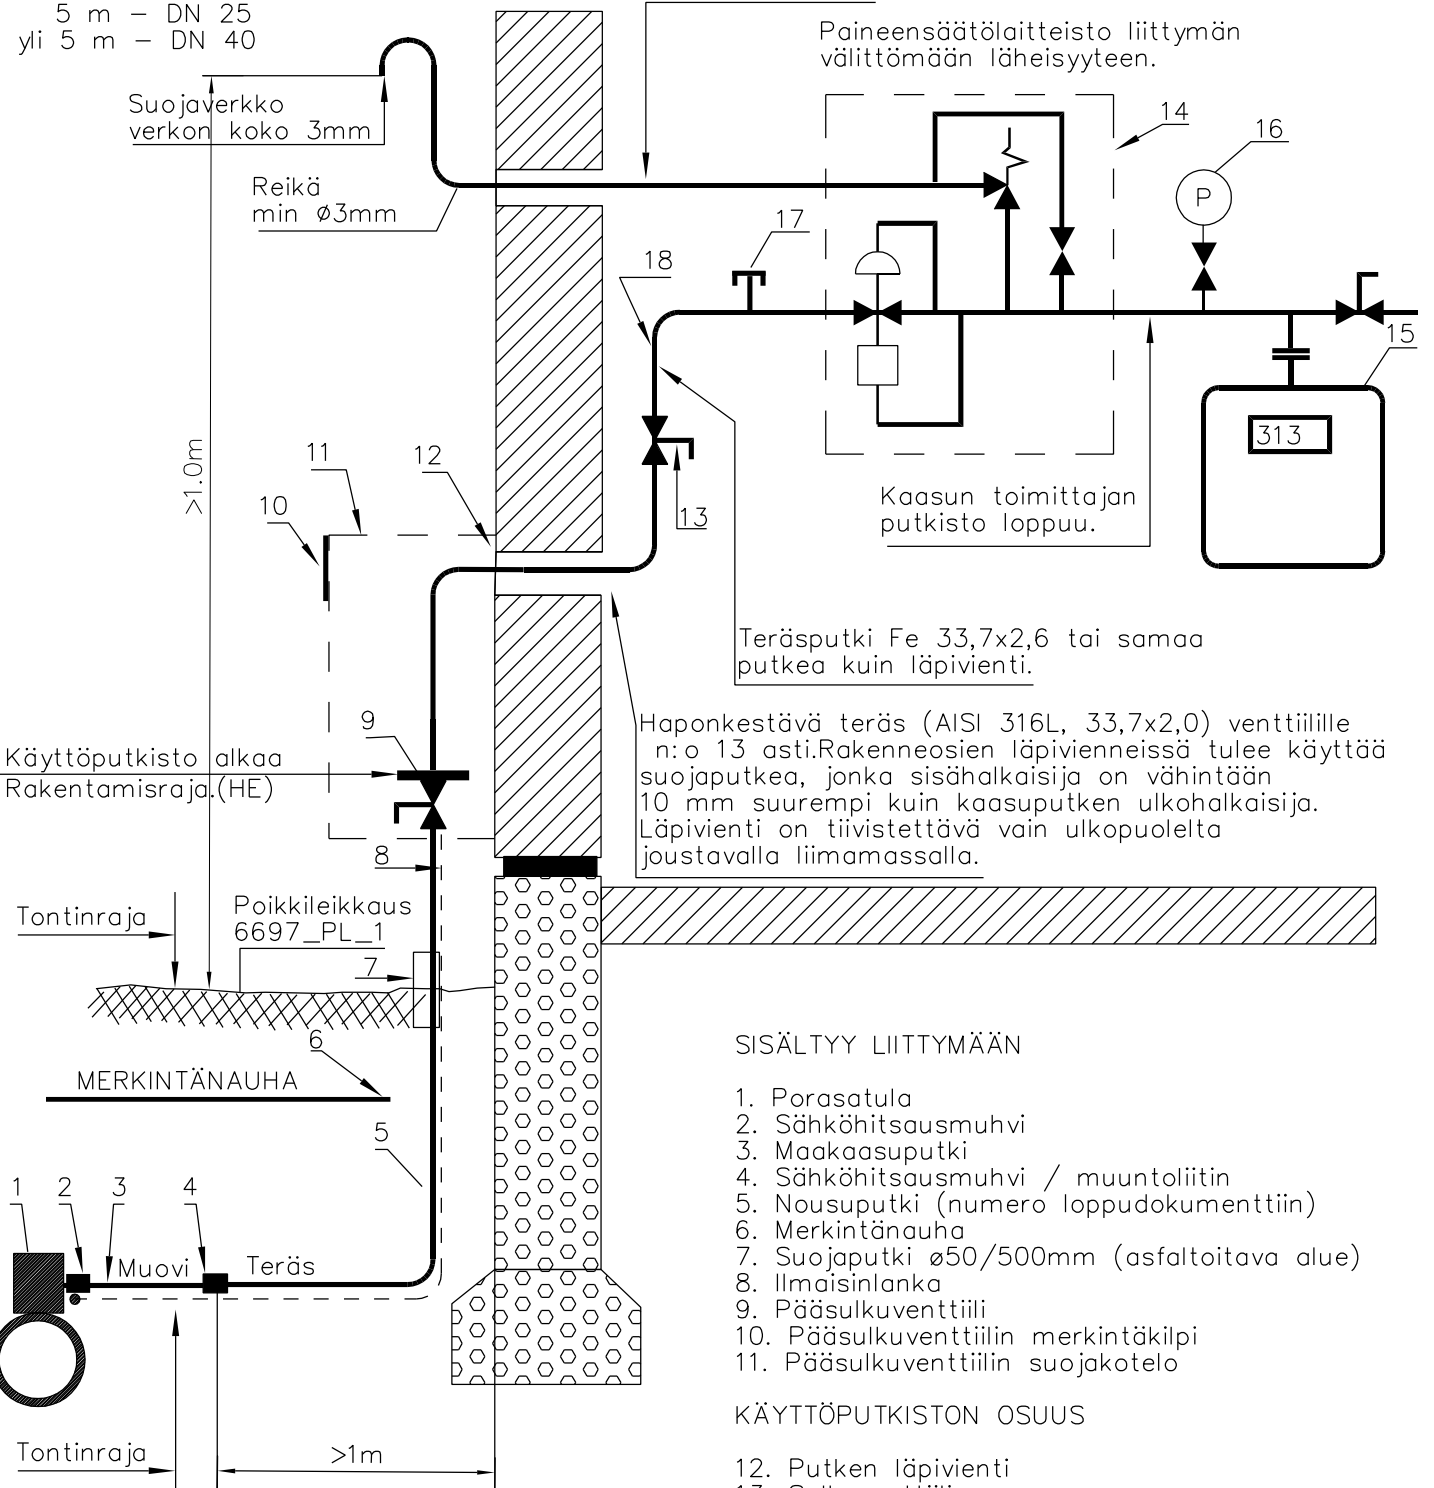 5 m – DN 25
yli 5 m – DN 40
Suojaverkko
verkon koko 3mm
Reikä
min ø3mm
Paineensäätölaitteisto liittymän
välittömään läheisyyteen.
14
16
P
17
18
15
313
>1.0m
11
12
10
13
Kaasun toimittajan
putkisto loppuu.
Teräsputki Fe 33,7x2,6 tai samaa
putkea kuin läpivienti.
9
Käyttöputkisto alkaa
Rakentamisraja.(HE)
Haponkestävä teräs (AISI 316L, 33,7x2,0) venttiilille
n:o 13 asti.Rakenneosien läpivienneissä tulee käyttää
suojaputkea, jonka sisähalkaisija on vähintään
10 mm suurempi kuin kaasuputken ulkohalkaisija.
Läpivienti on tiivistettävä vain ulkopuolelta
joustavalla liimamassalla.
8
Tontinraja
Poikkileikkaus
6697_PL_1
7
6
MERKINTÄNAUHA
5
1 2 3 4
Muovi
Teräs
Tontinraja
>1m
SISÄLTYY LIITTYMÄÄN
1. Porasatula
2. Sähköhitsausmuhvi
3. Maakaasuputki
4. Sähköhitsausmuhvi / muuntoliitin
5. Nousuputki (numero loppudokumenttiin)
6. Merkintänauha
7. Suojaputki ø50/500mm (asfaltoitava alue)
8. Ilmaisinlanka
9. Pääsulkuventtiili
10. Pääsulkuventtiilin merkintäkilpi
11. Pääsulkuventtiilin suojakotelo
KÄYTTÖPUTKISTON OSUUS
12. Putken läpivienti